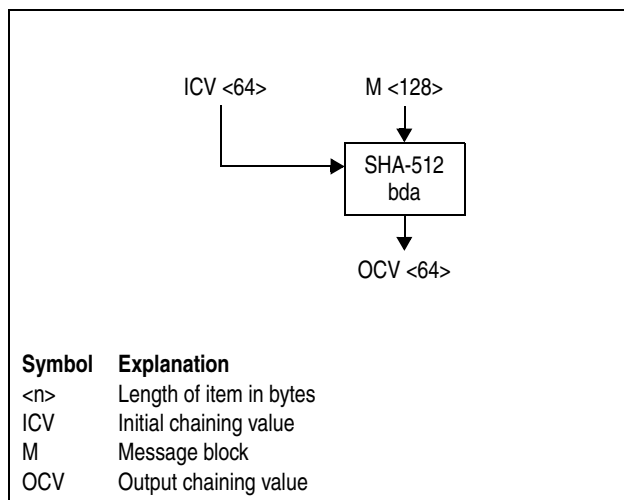 ICV <64> M <128>
SHA-512
bda
OCV <64>
Symbol Explanation
<n> Length of item in bytes
ICV Initial chaining value
M Message block
OCV Output chaining value